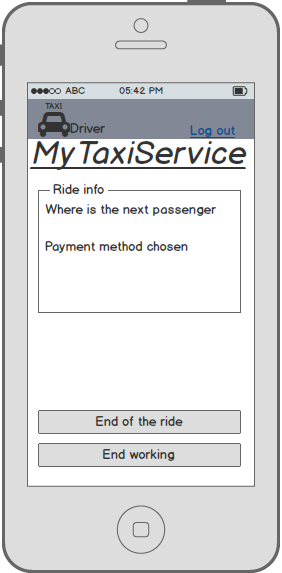 ABC 05:42 PM
TAXI
Driver
Log out
MyTaxiService
Ride info
Where is the next passenger
Payment method chosen
End of the ride
End working